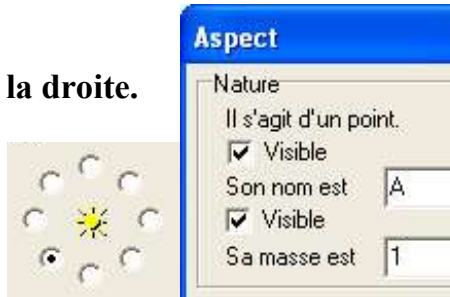 Aspect
la droite.
Nature
Il s'agit d'un point.
Visible
Son nom est A
Visible
Sa masse est 1